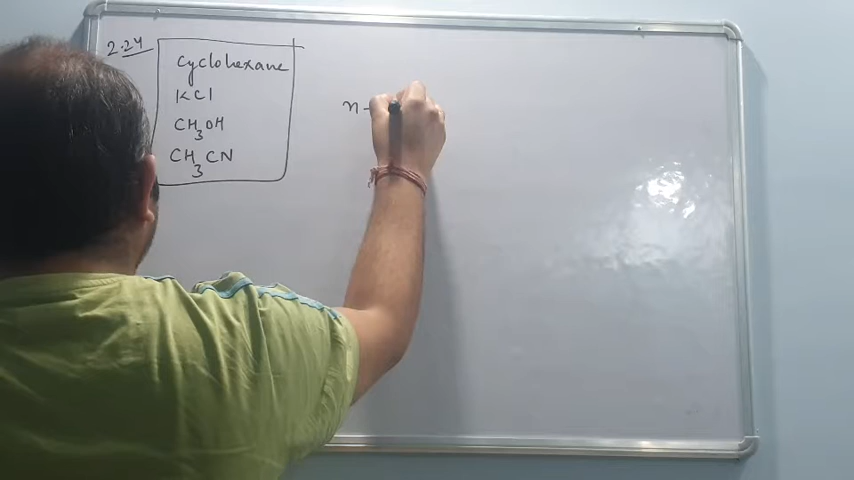 2.24
Cyclohexane
KCl
CH3OH
CH3CN
n-